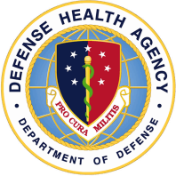 DEFENSE HEALTH AGENCY
PRO CURA MILITIS
DEPARTMENT OF DEFENSE